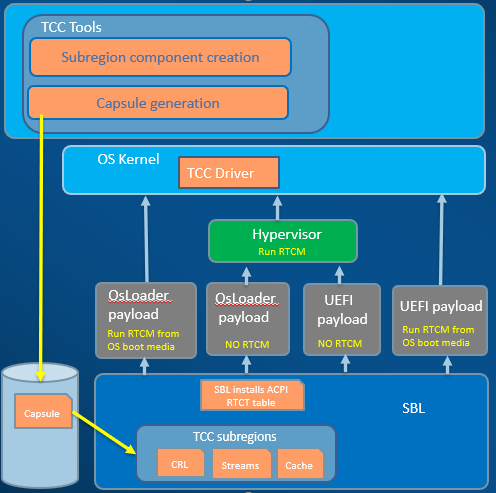 TCC Tools
Subregion component creation
Capsule generation
OS Kernel
TCC Driver
Hypervisor
Run RTCM
OsLoader
payload
Run RTCM from
OS boot media
OsLoader
payload
NO RTCM
UEFI
payload
NO RTCM
UEFI payload
Run RTCM from
OS boot media
SBL installs ACPI
RTCT table
SBL
Capsule
TCC subregions
CRL
Streams
Cache